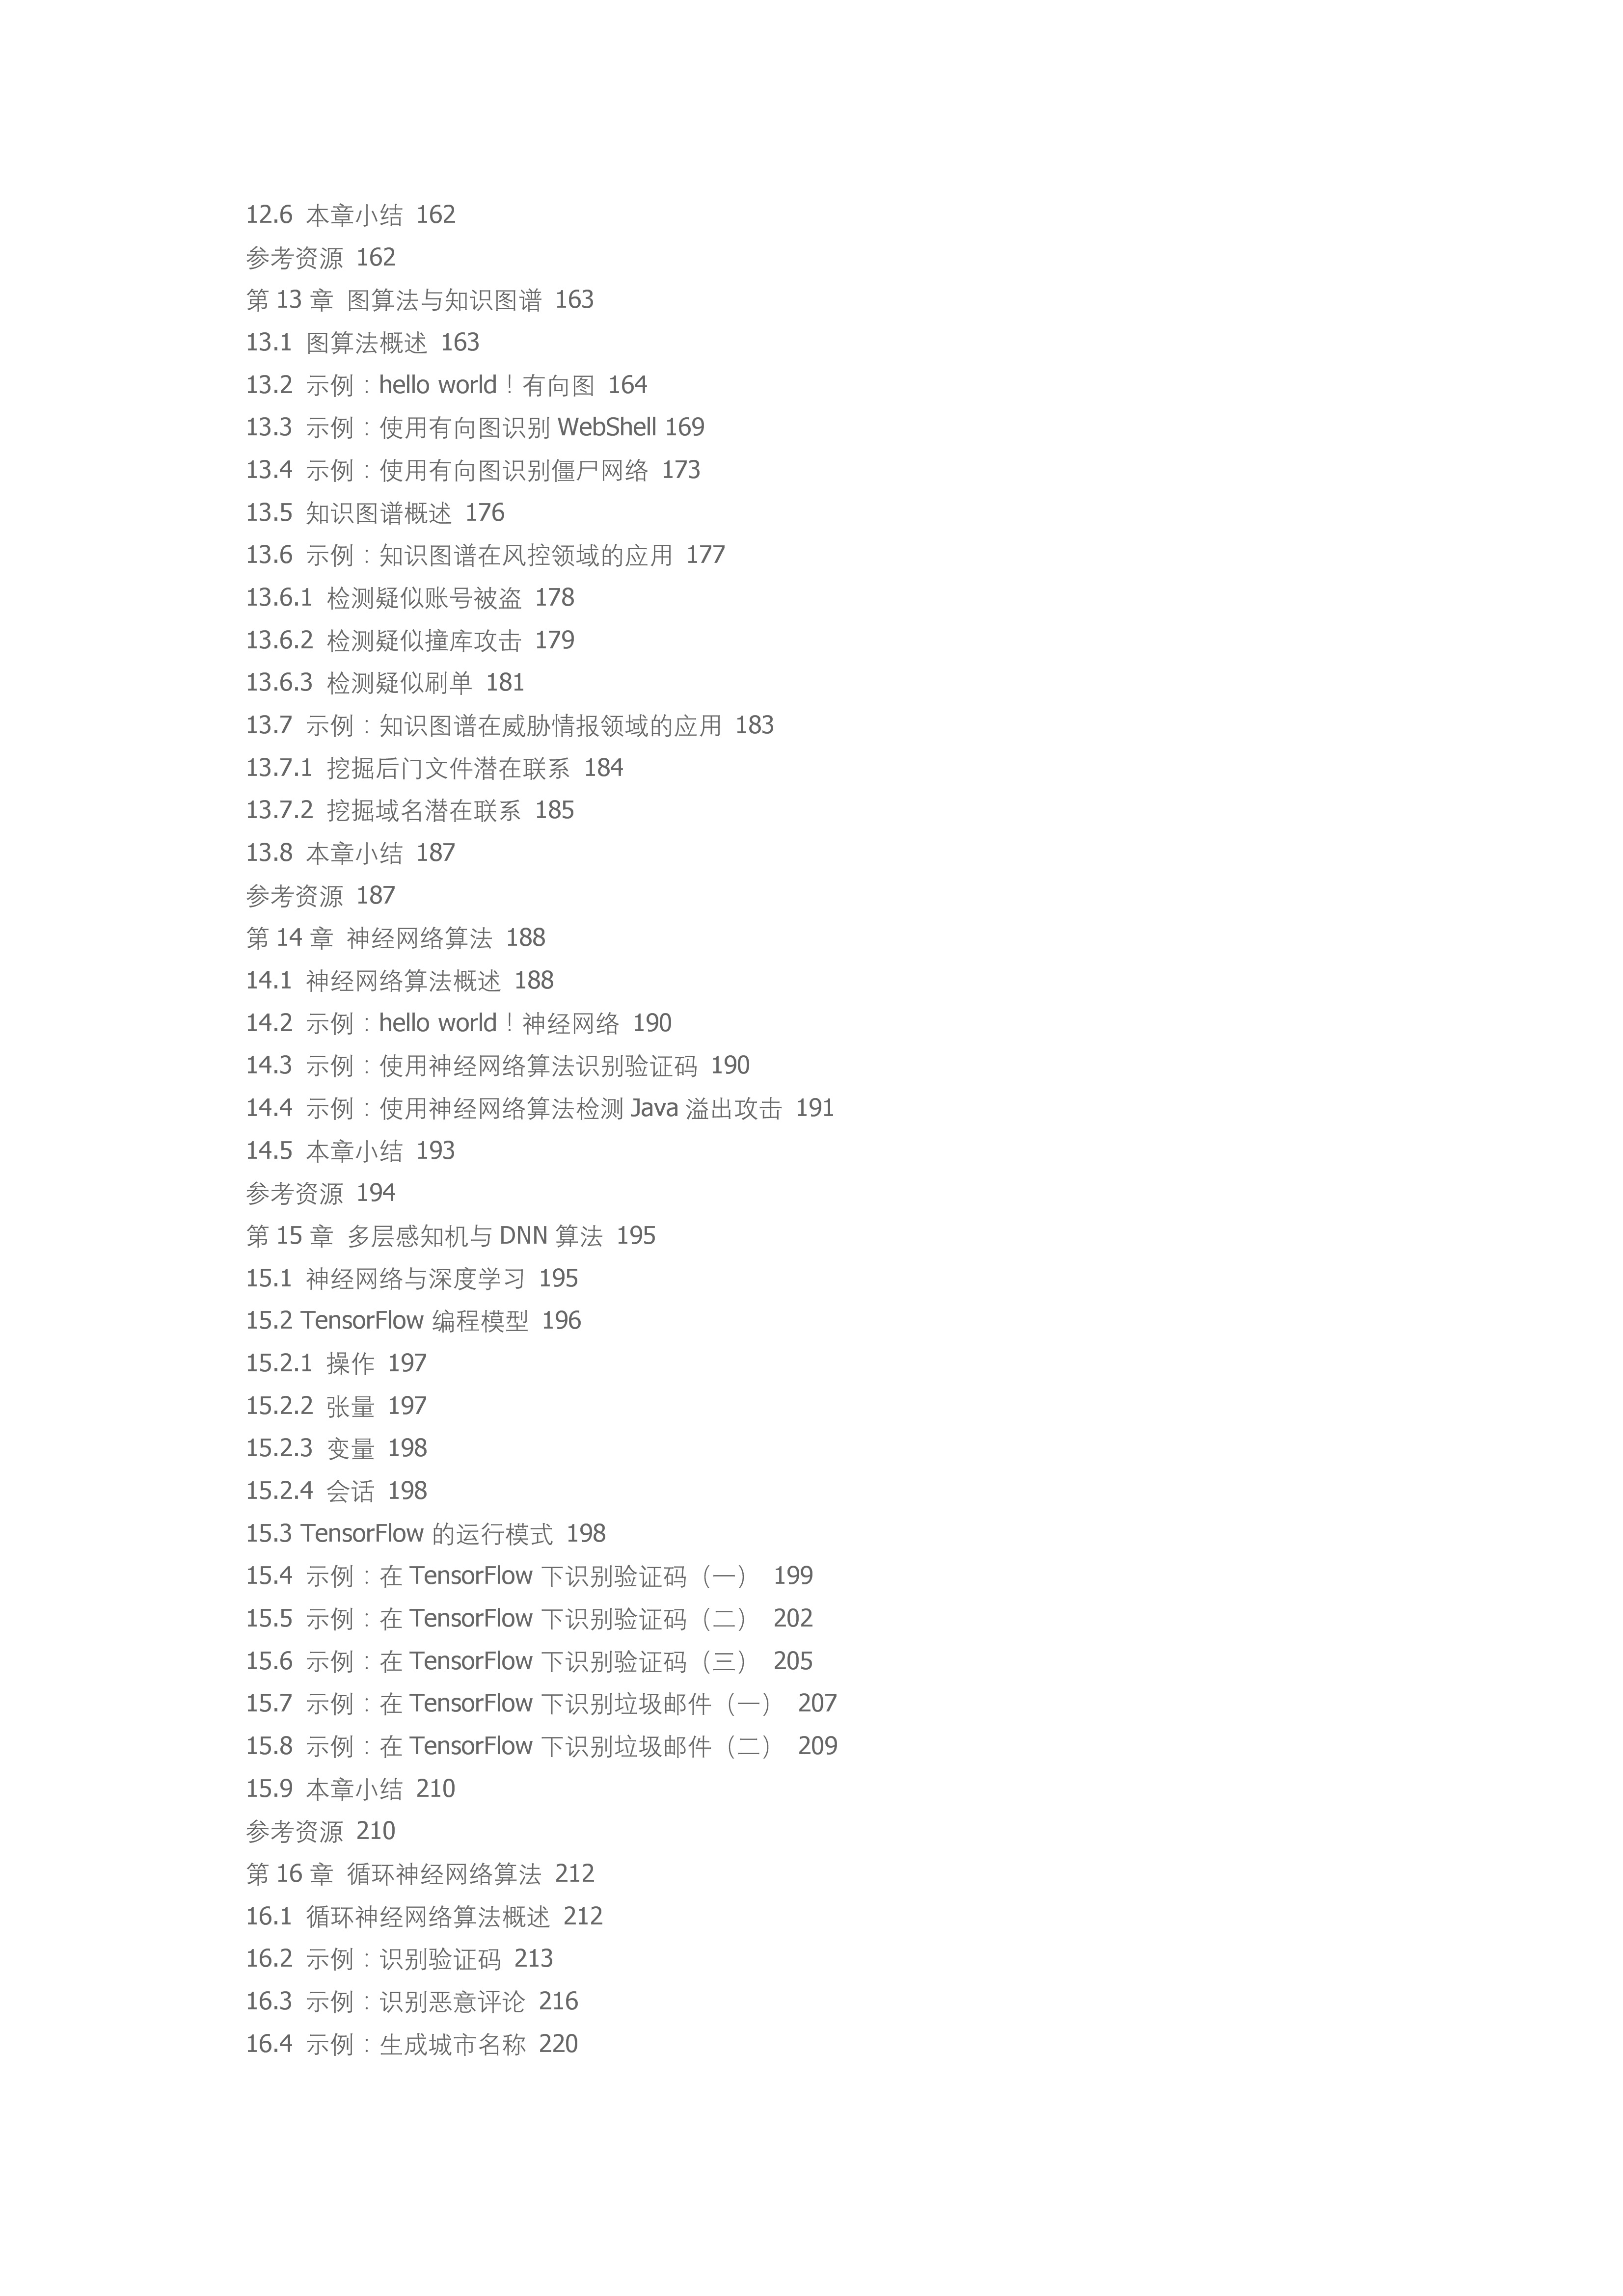 12.6 本章小结 162
参考资源 162
第 13 章 图算法与知识图谱 163
13.1 图算法概述 163
13.2 示例：hello world！有向图 164
13.3 示例：使用有向图识别 WebShell 169
13.4 示例：使用有向图识别僵尸网络 173
13.5 知识图谱概述 176
13.6 示例：知识图谱在风控领域的应用 177
13.6.1 检测疑似账号被盗 178
13.6.2 检测疑似撞库攻击 179
13.6.3 检测疑似刷单 181
13.7 示例：知识图谱在威胁情报领域的应用 183
13.7.1 挖掘后门文件潜在联系 184
13.7.2 挖掘域名潜在联系 185
13.8 本章小结 187
参考资源 187
第 14 章 神经网络算法 188
14.1 神经网络算法概述 188
14.2 示例：hello world！神经网络 190
14.3 示例：使用神经网络算法识别验证码 190
14.4 示例：使用神经网络算法检测 Java 溢出攻击 191
14.5 本章小结 193
参考资源 194
第 15 章 多层感知机与 DNN 算法 195
15.1 神经网络与深度学习 195
15.2 TensorFlow 编程模型 196
15.2.1 操作 197
15.2.2 张量 197
15.2.3 变量 198
15.2.4 会话 198
15.3 TensorFlow 的运行模式 198
15.4 示例：在 TensorFlow 下识别验证码（一） 199
15.5 示例：在 TensorFlow 下识别验证码（二） 202
15.6 示例：在 TensorFlow 下识别验证码（三） 205
15.7 示例：在 TensorFlow 下识别垃圾邮件（一） 207
15.8 示例：在 TensorFlow 下识别垃圾邮件（二） 209
15.9 本章小结 210
参考资源 210
第 16 章 循环神经网络算法 212
16.1 循环神经网络算法概述 212
16.2 示例：识别验证码 213
16.3 示例：识别恶意评论 216
16.4 示例：生成城市名称 220